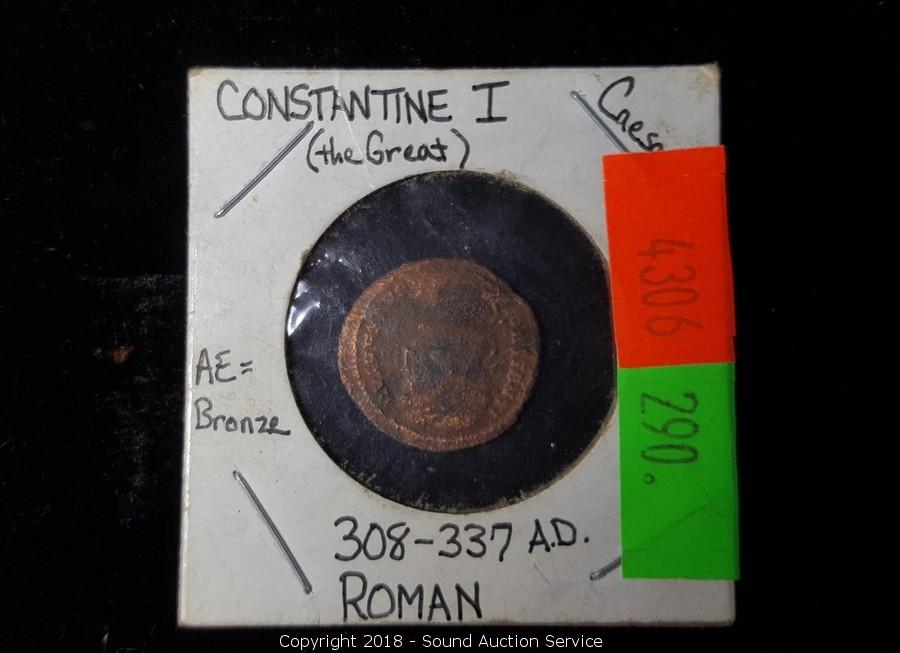 CONSTANTINE I
(the Great)
4306
290.
AE =
Bronze
308-337 A.D.
ROMAN
Copyright 2018 - Sound Auction Service